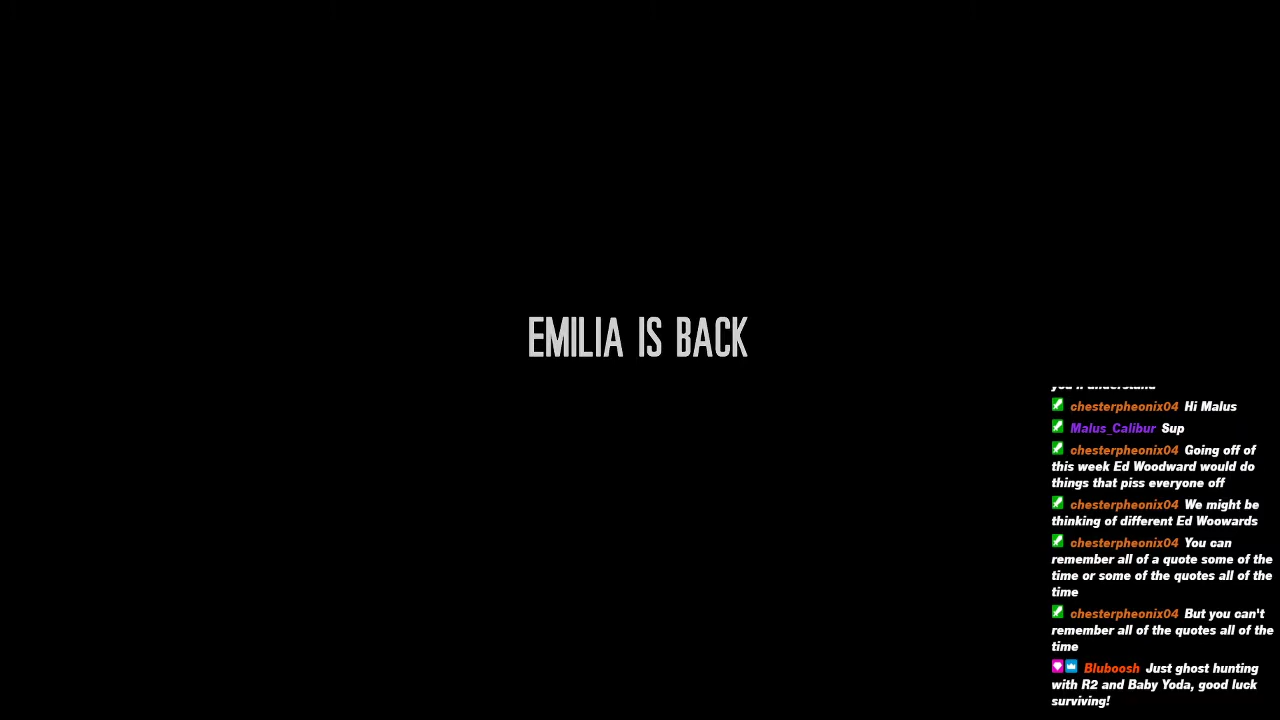 EMILIA IS BACK
you'll understand
chesterpheonix04 Hi Malus
Malus_Calibur Sup
chesterpheonix04 Going off of
this week Ed Woodward would do
things that piss everyone off
chesterpheonix04 We might be
thinking of different Ed Woowards
chesterpheonix04 You can
remember all of a quote some of the
time or some of the quotes all of the
time
chesterpheonix04 But you can't
remember all of the quotes all of the
time
Bluboosh Just ghost hunting
with R2 and Baby Yoda, good luck
surviving!